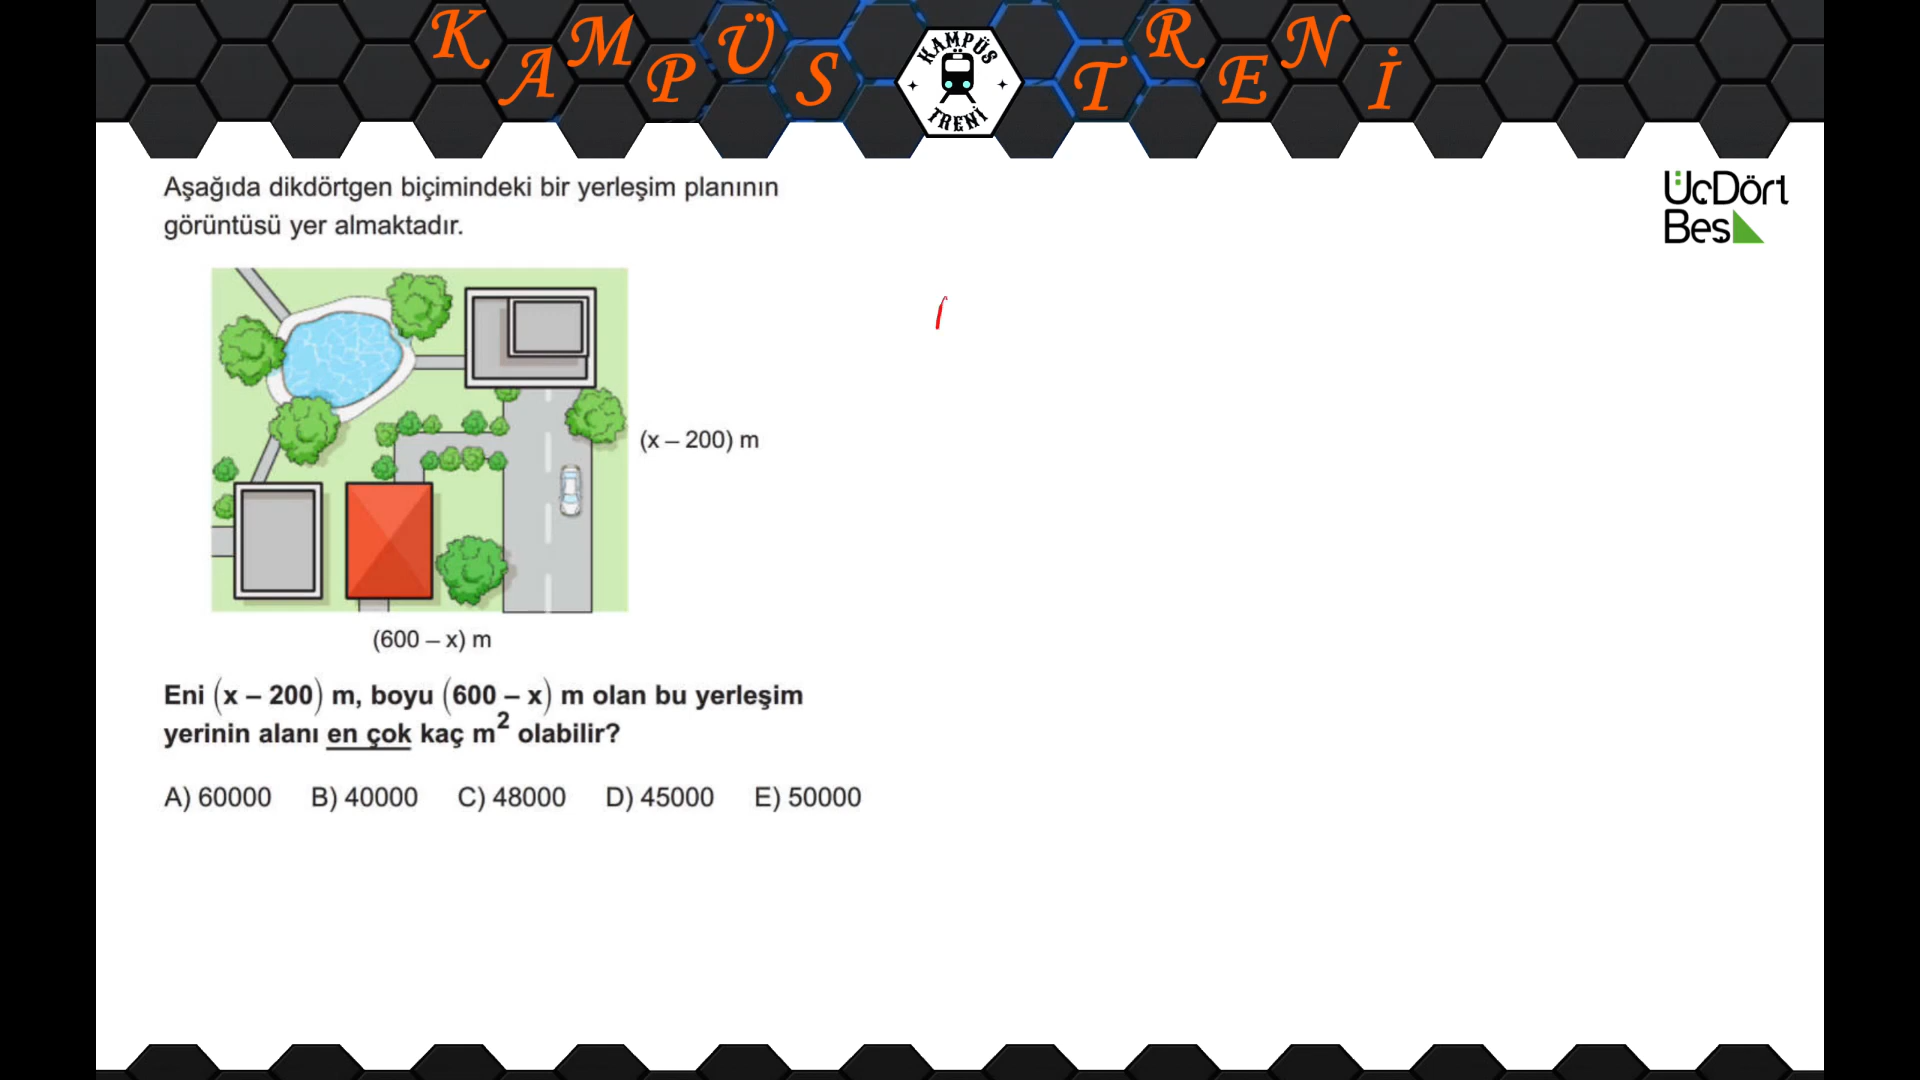 KAMPÜS TRENİ
KAMPÜS
TRENİ
ÜçDört
Beş
Aşağıda dikdörtgen biçimindeki bir yerleşim planının
görüntüsü yer almaktadır.
(x – 200) m
(600 – x) m
Eni (x – 200) m, boyu (600 – x) m olan bu yerleşim
yerinin alanı en çok kaç m² olabilir?
A) 60000 B) 40000 C) 48000 D) 45000 E) 50000